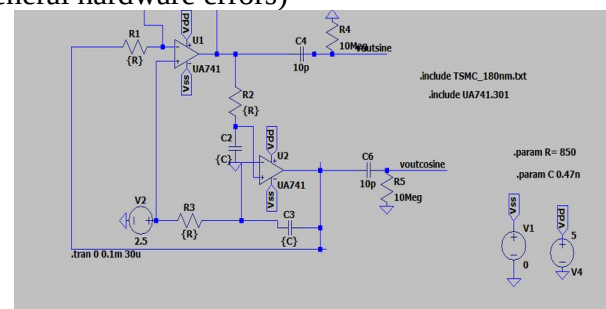 eneral hardware errors)
R1
{R}
Vdd
U1
UA741
Vss
C4
10p
R4
10Meg
voutsine
.include TSMC_180nm.txt
.include UA741.301
R2
{R}
C2
{C}
Vdd
U2
UA741
Vss
C6
10p
voutcosine
R5
10Meg
.param R= 850
.param C 0.47n
V2
2.5
R3
{R}
C3
{C}
.tran 0 0.1m 30u
Vss
V1
0
Vdd
5
V4